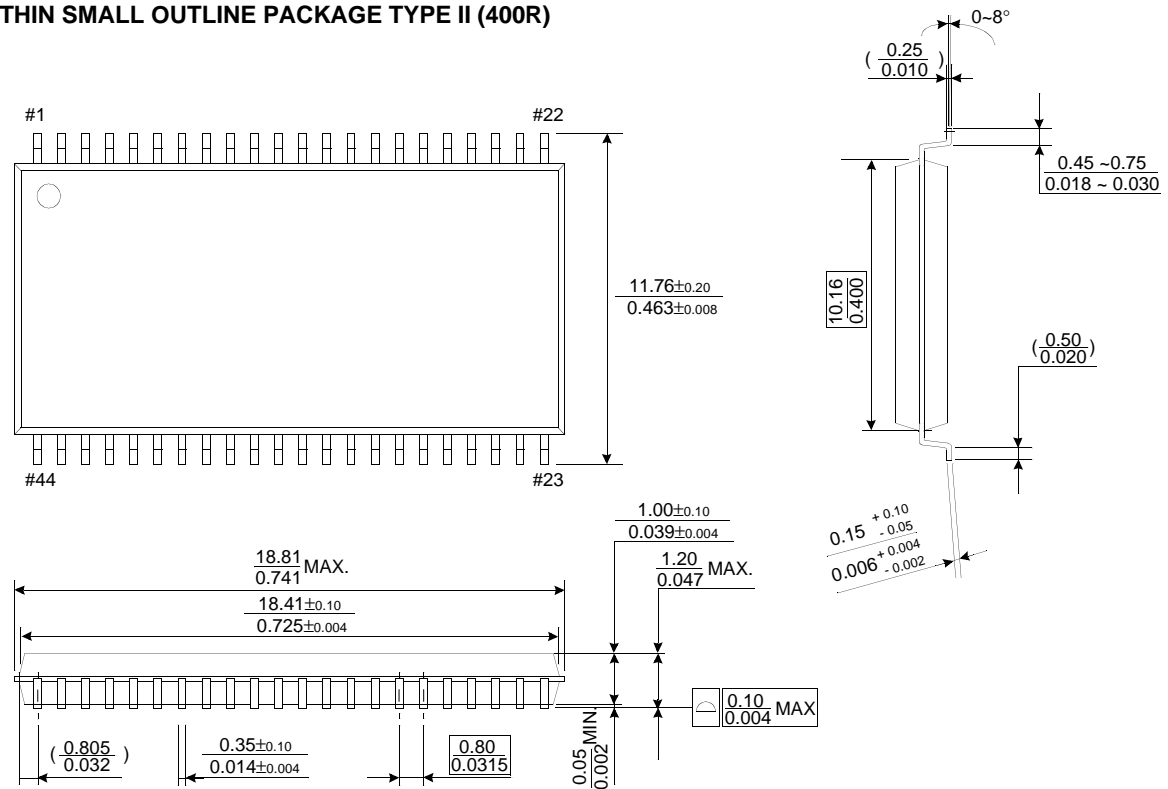 THIN SMALL OUTLINE PACKAGE TYPE II (400R)
0~8°
( 0.25 )
0.010
#1
#22
0.45 ~0.75
0.018 ~ 0.030
11.76±0.20
0.463±0.008
10.16
0.400
( 0.50 )
0.020
#44
#23
1.00±0.10
0.039±0.004
0.15 + 0.10 - 0.05
0.006 + 0.004 - 0.002
18.81 MAX.
0.741
1.20 MAX.
0.047
18.41±0.10
0.725±0.004
0.10 MAX
0.004
( 0.805 )
0.032
0.35±0.10
0.014±0.004
0.80
0.0315
0.05 MIN.
0.002